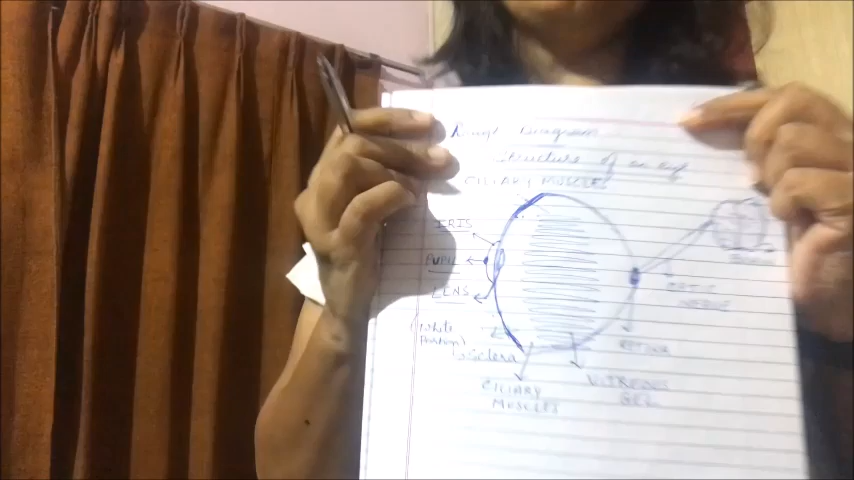 Rough Diagram
Structure of an eye
CILIARY MUSCLES
IRIS
PUPIL
LENS
(White
Portion)
Sclera
CILIARY
MUSCLES
VITREOUS
GEL
RETINA
OPTIC
NERVE